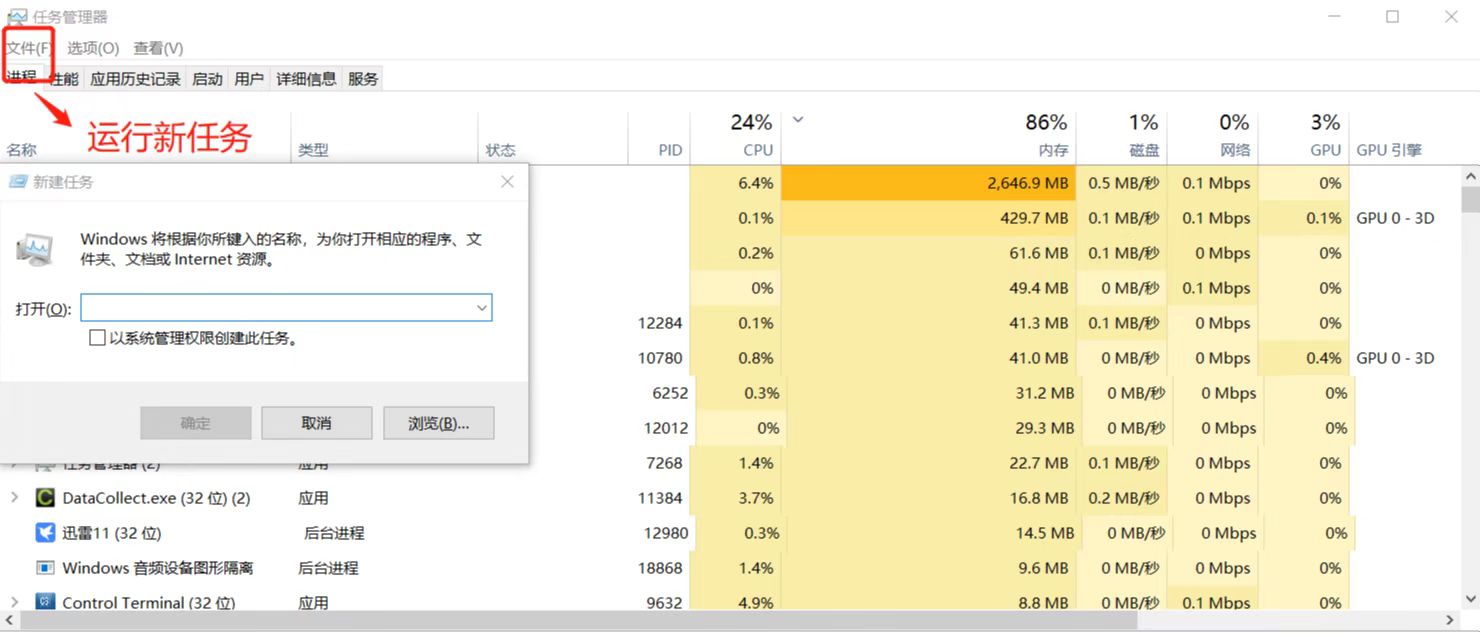 任务管理器
文件(F) 选项(O) 查看(V)
进程 性能 应用历史记录 启动 用户 详细信息 服务
运行新任务
24% 86% 1% 0% 3%
名称 类型 状态 PID CPU 内存 磁盘 网络 GPU GPU 引擎
新建任务
Windows 将根据你所键入的名称，为你打开相应的程序、文
件夹、文档或 Internet 资源。
打开(O):
以系统管理权限创建此任务。
确定 取消 浏览(B)...
6.4% 2,646.9 MB 0.5 MB/秒 0.1 Mbps 0%
0.1% 429.7 MB 0.1 MB/秒 0.1 Mbps 0.1% GPU 0 - 3D
0.2% 61.6 MB 0.1 MB/秒 0 Mbps 0%
0% 49.4 MB 0 MB/秒 0.1 Mbps 0%
12284 0.1% 41.3 MB 0.1 MB/秒 0 Mbps 0%
10780 0.8% 41.0 MB 0 MB/秒 0 Mbps 0.4% GPU 0 - 3D
6252 0.3% 31.2 MB 0 MB/秒 0 Mbps 0%
12012 0% 29.3 MB 0 MB/秒 0 Mbps 0%
任务管理器 (2) 应用 7268 1.4% 22.7 MB 0.1 MB/秒 0 Mbps 0%
DataCollect.exe (32 位) (2) 应用 11384 3.7% 16.8 MB 0.2 MB/秒 0 Mbps 0%
迅雷11 (32 位) 后台进程 12980 0.3% 14.5 MB 0 MB/秒 0 Mbps 0%
Windows 音频设备图形隔离 后台进程 18868 1.4% 9.6 MB 0 MB/秒 0 Mbps 0%
Control Terminal (32 位) 应用 9632 4.9% 8.8 MB 0 MB/秒 0.1 Mbps 0%